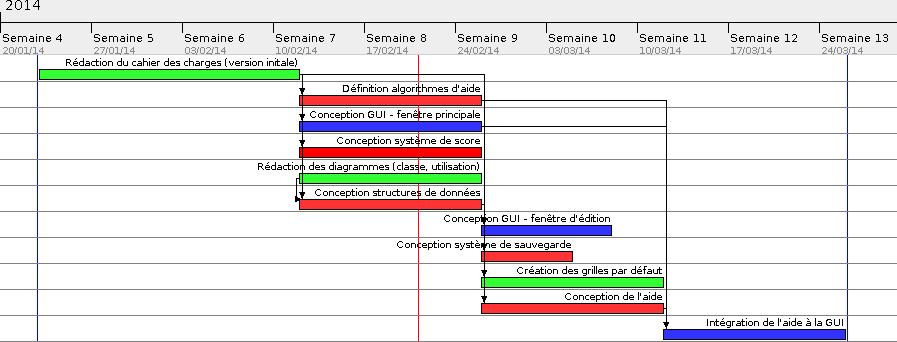 2014
Semaine 4 Semaine 5 Semaine 6 Semaine 7 Semaine 8 Semaine 9 Semaine 10 Semaine 11 Semaine 12 Semaine 13
20/01/14 27/01/14 03/02/14 10/02/14 17/02/14 24/02/14 03/03/14 10/03/14 17/03/14 24/03/14
Rédaction du cahier des charges (version initale)
Définition algorithmes d'aide
Conception GUI - fenêtre principale
Conception système de score
Rédaction des diagrammes (classe, utilisation)
Conception structures de données
Conception GUI - fenêtre d'édition
Conception système de sauvegarde
Création des grilles par défaut
Conception de l'aide
Intégration de l'aide à la GUI